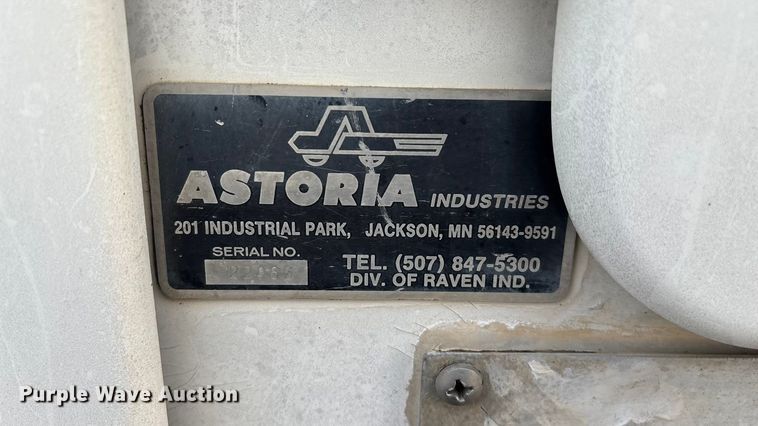 ASTORIA INDUSTRIES
201 INDUSTRIAL PARK, JACKSON, MN 56143-9591
SERIAL NO.
TEL. (507) 847-5300
DIV. OF RAVEN IND.
Purple Wave Auction